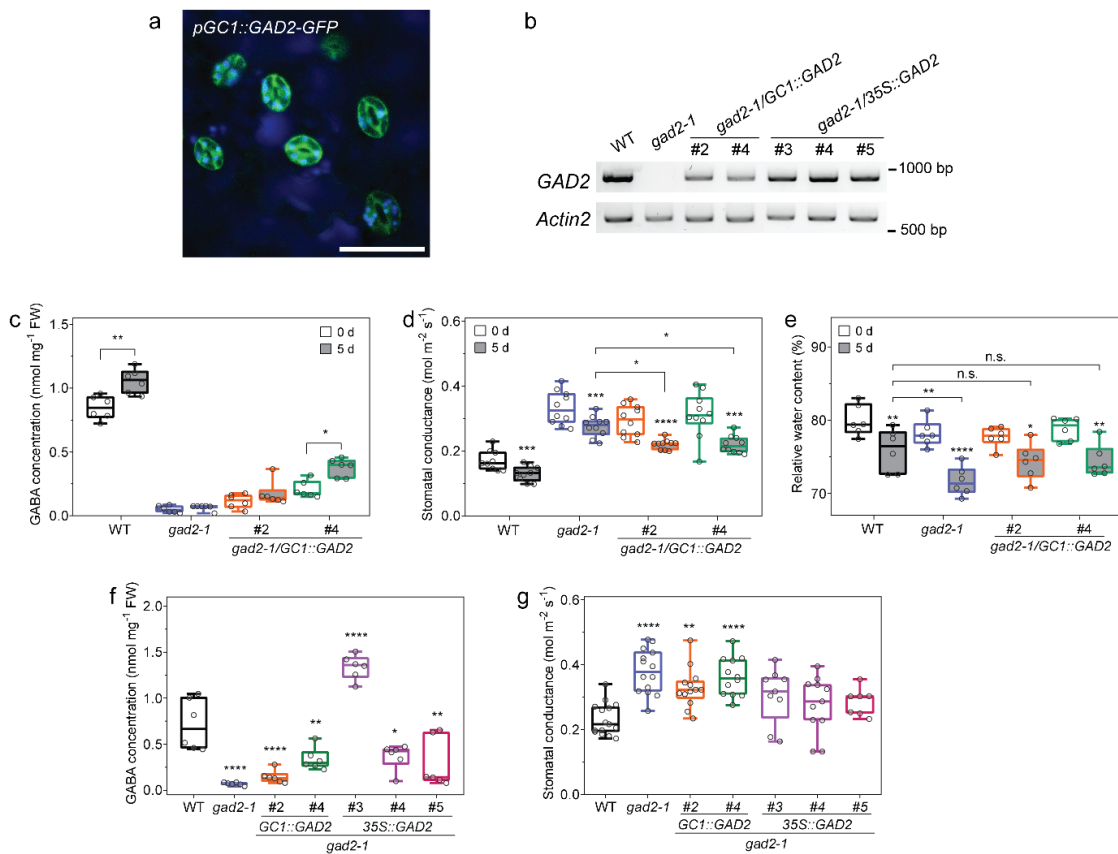 a
pGC1::GAD2-GFP
b
WT
gad2-1
gad2-1/GC1::GAD2
gad2-1/35S::GAD2
#2 #4 #3 #4 #5
GAD2
1000 bp
Actin2
500 bp
c
GABA concentration (nmol mg-1 FW)
1.5
1.0
0.5
0.0
0 d
5 d
**
*
WT
gad2-1
#2 #4
gad2-1/GC1::GAD2
d
Stomatal conductance (mol m-2 s-1)
0.6
0.4
0.2
0.0
0 d
5 d
*
*
***
***
****
***
WT
gad2-1
#2 #4
gad2-1/GC1::GAD2
e
Relative water content (%)
90
80
70
0 d
5 d
n.s.
n.s.
**
**
****
*
**
WT
gad2-1
#2 #4
gad2-1/GC1::GAD2
f
GABA concentration (nmol mg-1 FW)
2.0
1.5
1.0
0.5
0.0
****
****
**
****
*
**
WT
gad2-1
#2 #4 #3 #4 #5
GC1::GAD2 35S::GAD2
gad2-1
g
Stomatal conductance (mol m-2 s-1)
0.6
0.4
0.2
0.0
****
**
****
WT
gad2-1
#2 #4 #3 #4 #5
GC1::GAD2 35S::GAD2
gad2-1